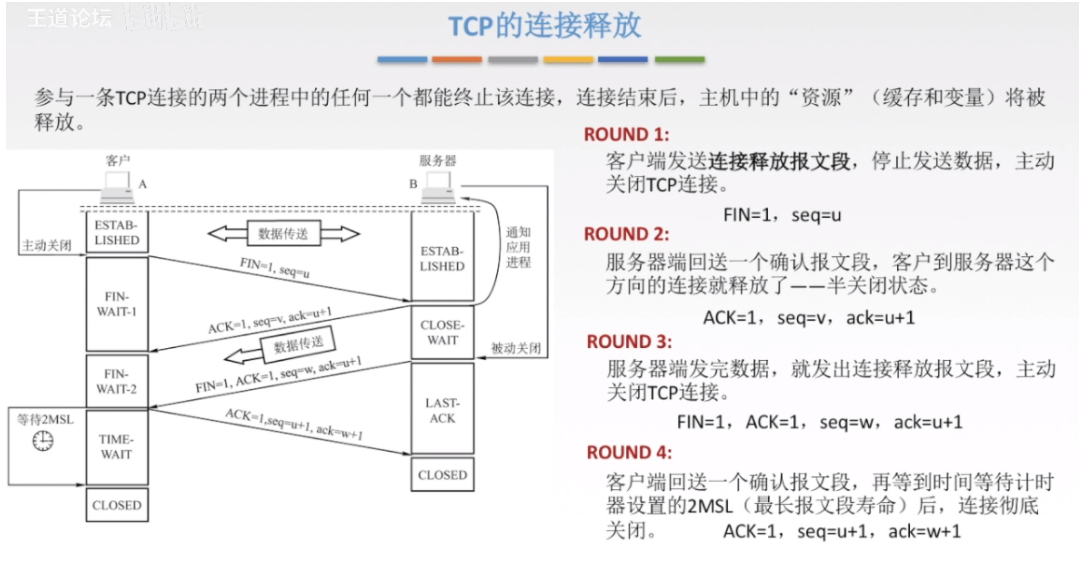 王道论坛
TCP的连接释放
参与一条TCP连接的两个进程中的任何一个都能终止该连接，连接结束后，主机中的“资源”（缓存和变量）将被
释放。
客户
A
服务器
B
ESTAB-
LISHED
数据传送
主动关闭
FIN=1, seq=u
ESTAB-
LISHED
通知
应用
进程
FIN-
WAIT-1
ACK=1, seq=v, ack=u+1
CLOSE-
WAIT
数据传送
被动关闭
FIN-
WAIT-2
FIN=1, ACK=1, seq=w, ack=u+1
等待2MSL
ACK=1,seq=u+1, ack=w+1
LAST-
ACK
TIME-
WAIT
CLOSED
CLOSED
ROUND 1:
客户端发送连接释放报文段，停止发送数据，主动
关闭TCP连接。
FIN=1，seq=u
ROUND 2:
服务器端回送一个确认报文段，客户到服务器这个
方向的连接就释放了——半关闭状态。
ACK=1，seq=v，ack=u+1
ROUND 3:
服务器端发完数据，就发出连接释放报文段，主动
关闭TCP连接。
FIN=1，ACK=1，seq=w，ack=u+1
ROUND 4:
客户端回送一个确认报文段，再等到时间等待计时
器设置的2MSL（最长报文段寿命）后，连接彻底
关闭。 ACK=1，seq=u+1，ack=w+1